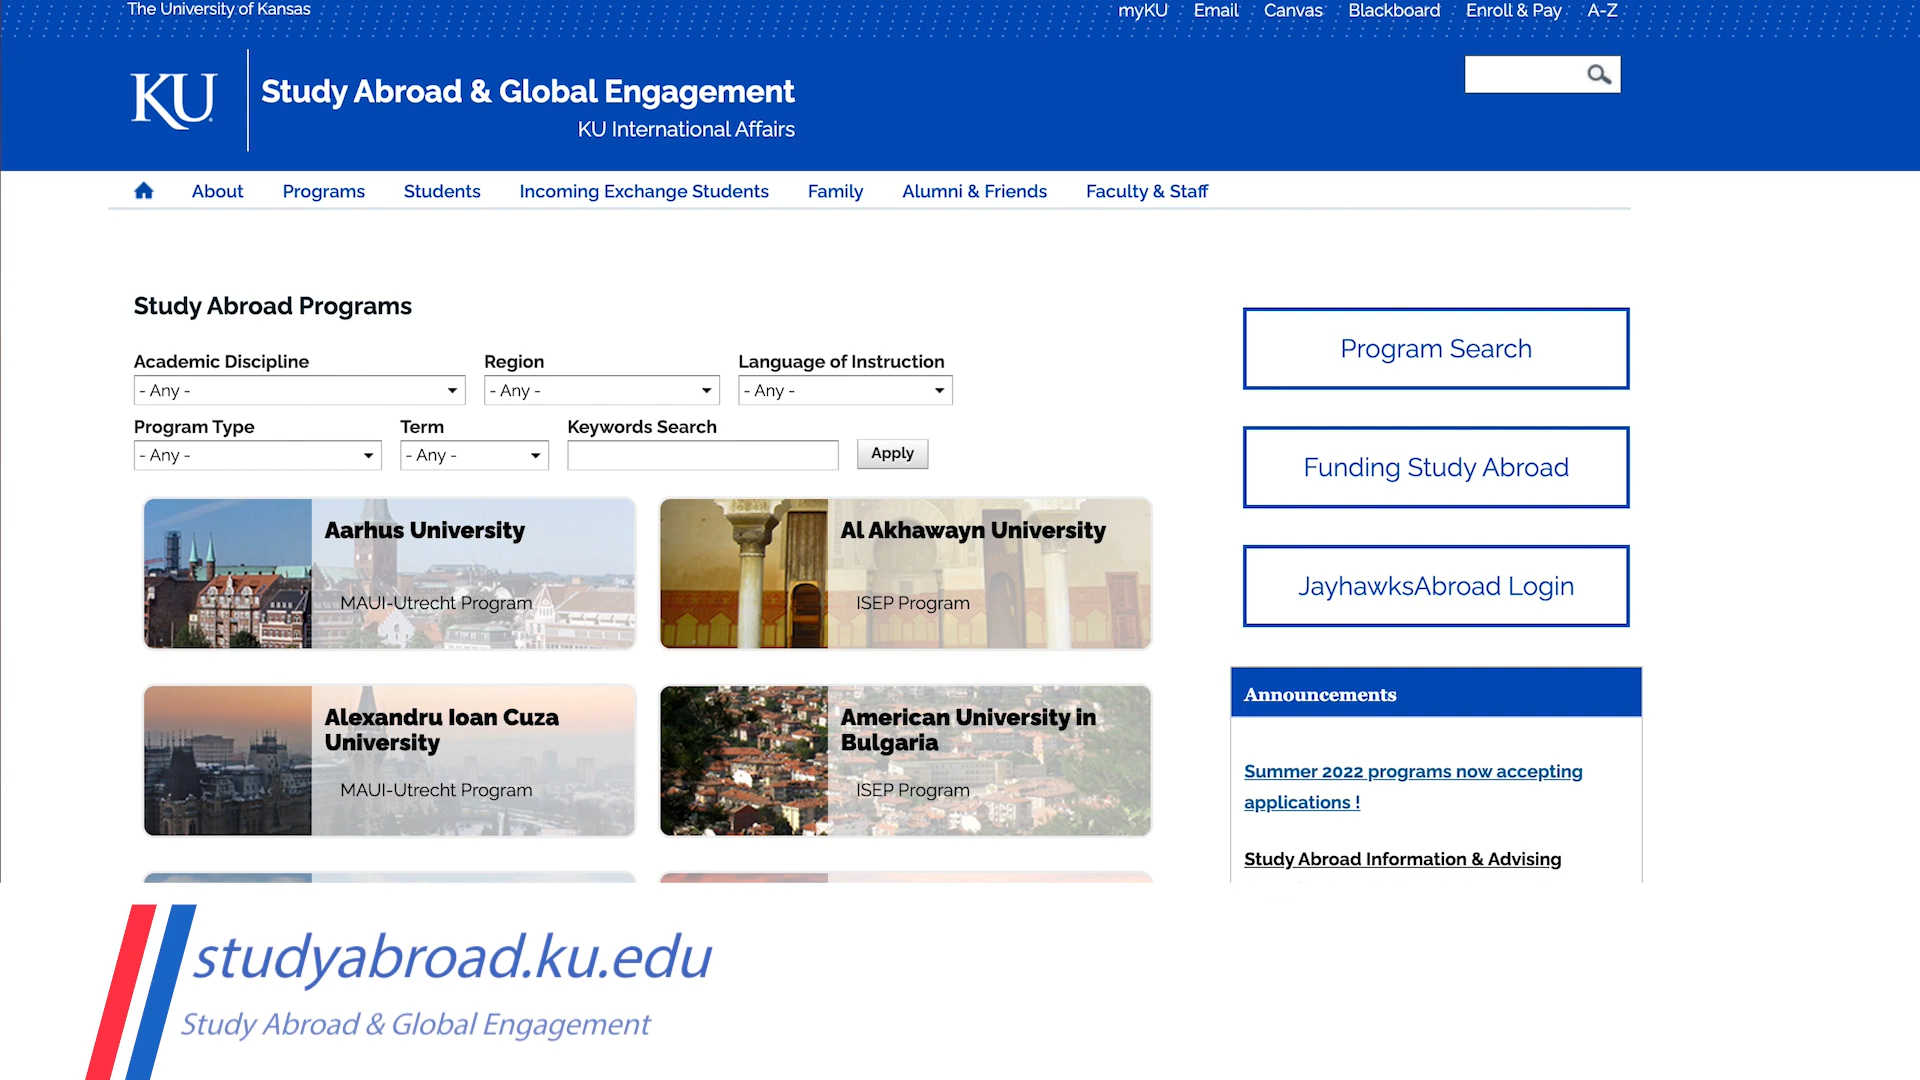 The University of Kansas
myKU Email Canvas Blackboard Enroll & Pay A-Z
KU
Study Abroad & Global Engagement
KU International Affairs
About Programs Students Incoming Exchange Students Family Alumni & Friends Faculty & Staff
Study Abroad Programs
Academic Discipline Region Language of Instruction
- Any - - Any - - Any -
Program Type Term Keywords Search
- Any - - Any - Apply
Aarhus University
MAUI-Utrecht Program
Al Akhawayn University
ISEP Program
Alexandru Ioan Cuza
University
MAUI-Utrecht Program
American University in
Bulgaria
ISEP Program
Program Search
Funding Study Abroad
JayhawksAbroad Login
Announcements
Summer 2022 programs now accepting
applications !
Study Abroad Information & Advising
studyabroad.ku.edu
Study Abroad & Global Engagement